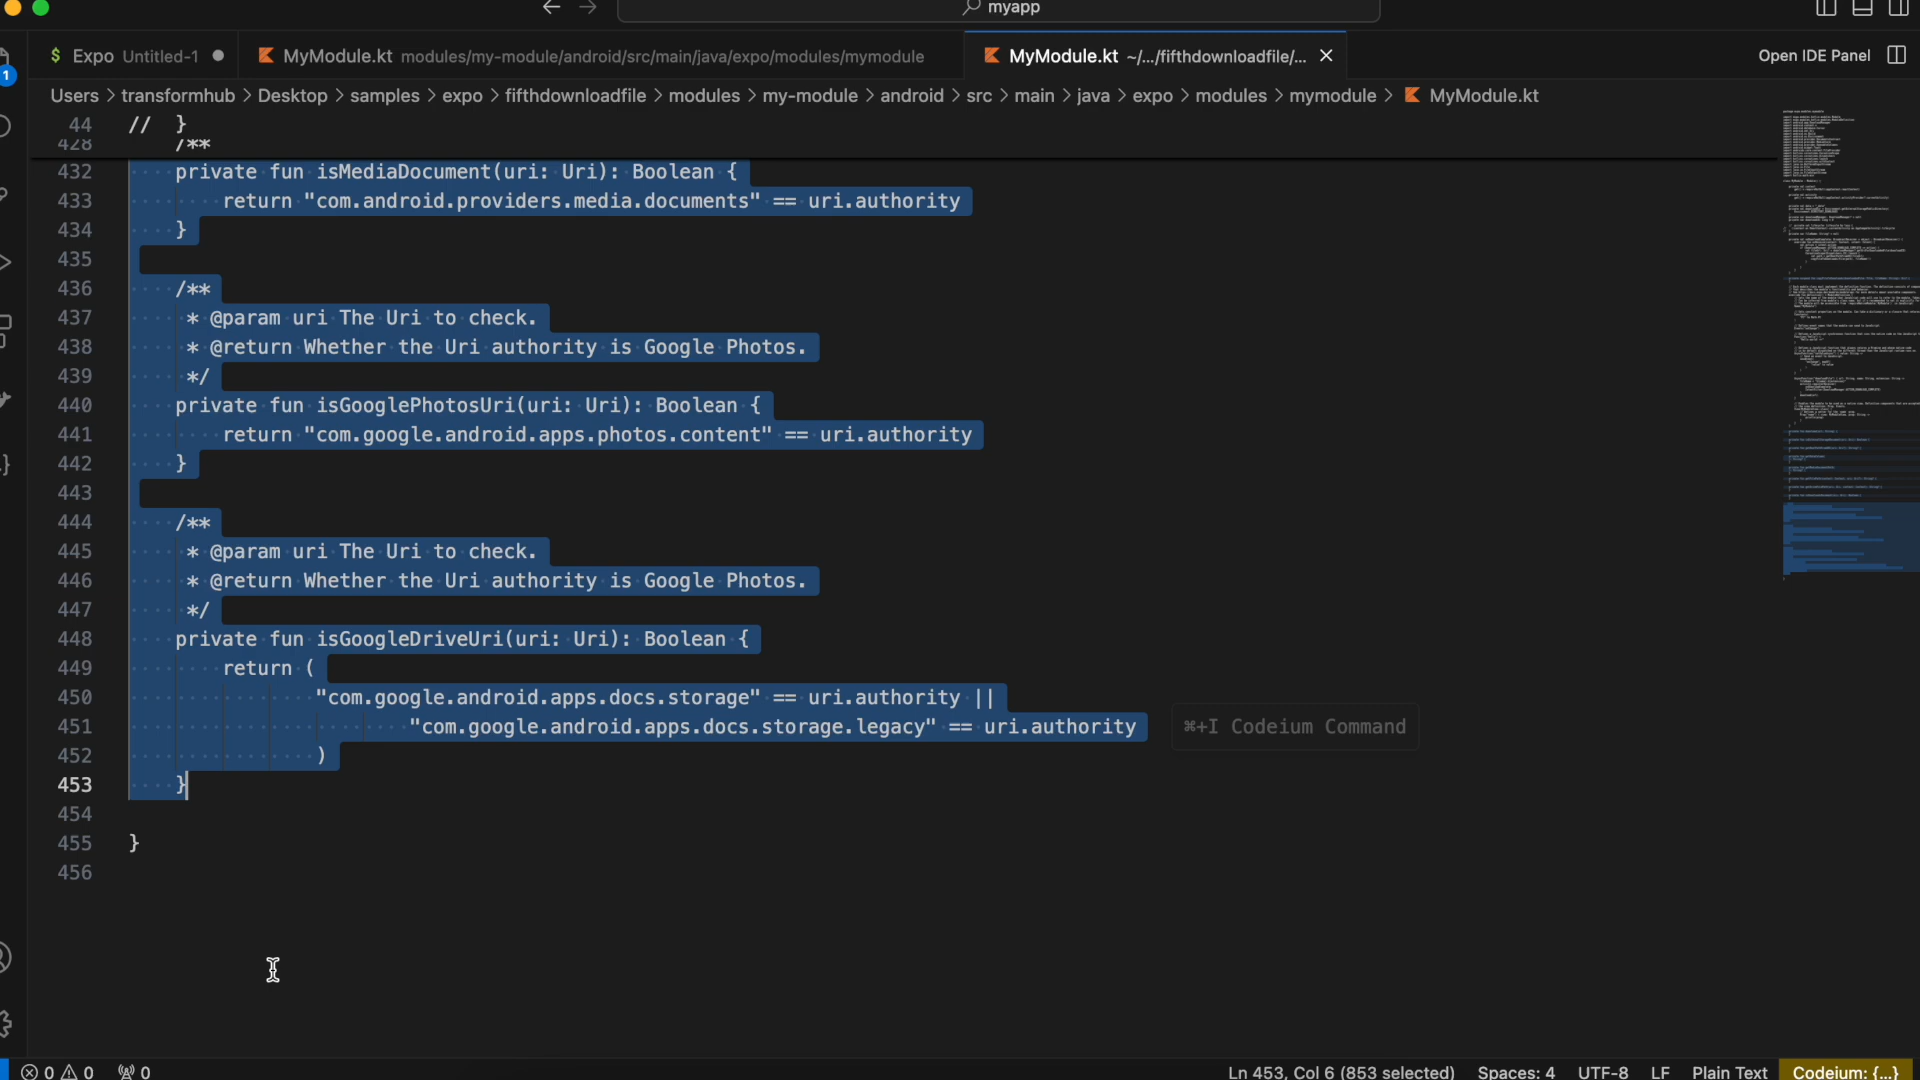 myapp
$ Expo Untitled-1
MyModule.kt modules/my-module/android/src/main/java/expo/modules/mymodule
MyModule.kt ~/.../fifthdownloadfile/...
Open IDE Panel
1
Users > transformhub > Desktop > samples > expo > fifthdownloadfile > modules > my-module > android > src > main > java > expo > modules > mymodule > MyModule.kt
44 // }
428 /**
432 private fun isMediaDocument(uri: Uri): Boolean {
433 return "com.android.providers.media.documents" == uri.authority
434 }
435
436 /**
437 * @param uri The Uri to check.
438 * @return Whether the Uri authority is Google Photos.
439 */
440 private fun isGooglePhotosUri(uri: Uri): Boolean {
441 return "com.google.android.apps.photos.content" == uri.authority
442 }
443
444 /**
445 * @param uri The Uri to check.
446 * @return Whether the Uri authority is Google Photos.
447 */
448 private fun isGoogleDriveUri(uri: Uri): Boolean {
449 return (
450 "com.google.android.apps.docs.storage" == uri.authority ||
451 "com.google.android.apps.docs.storage.legacy" == uri.authority ⌘+I Codeium Command
452 )
453 }
454
455 }
456
0 0 0
Ln 453, Col 6 (853 selected) Spaces: 4 UTF-8 LF Plain Text Codeium: {...}